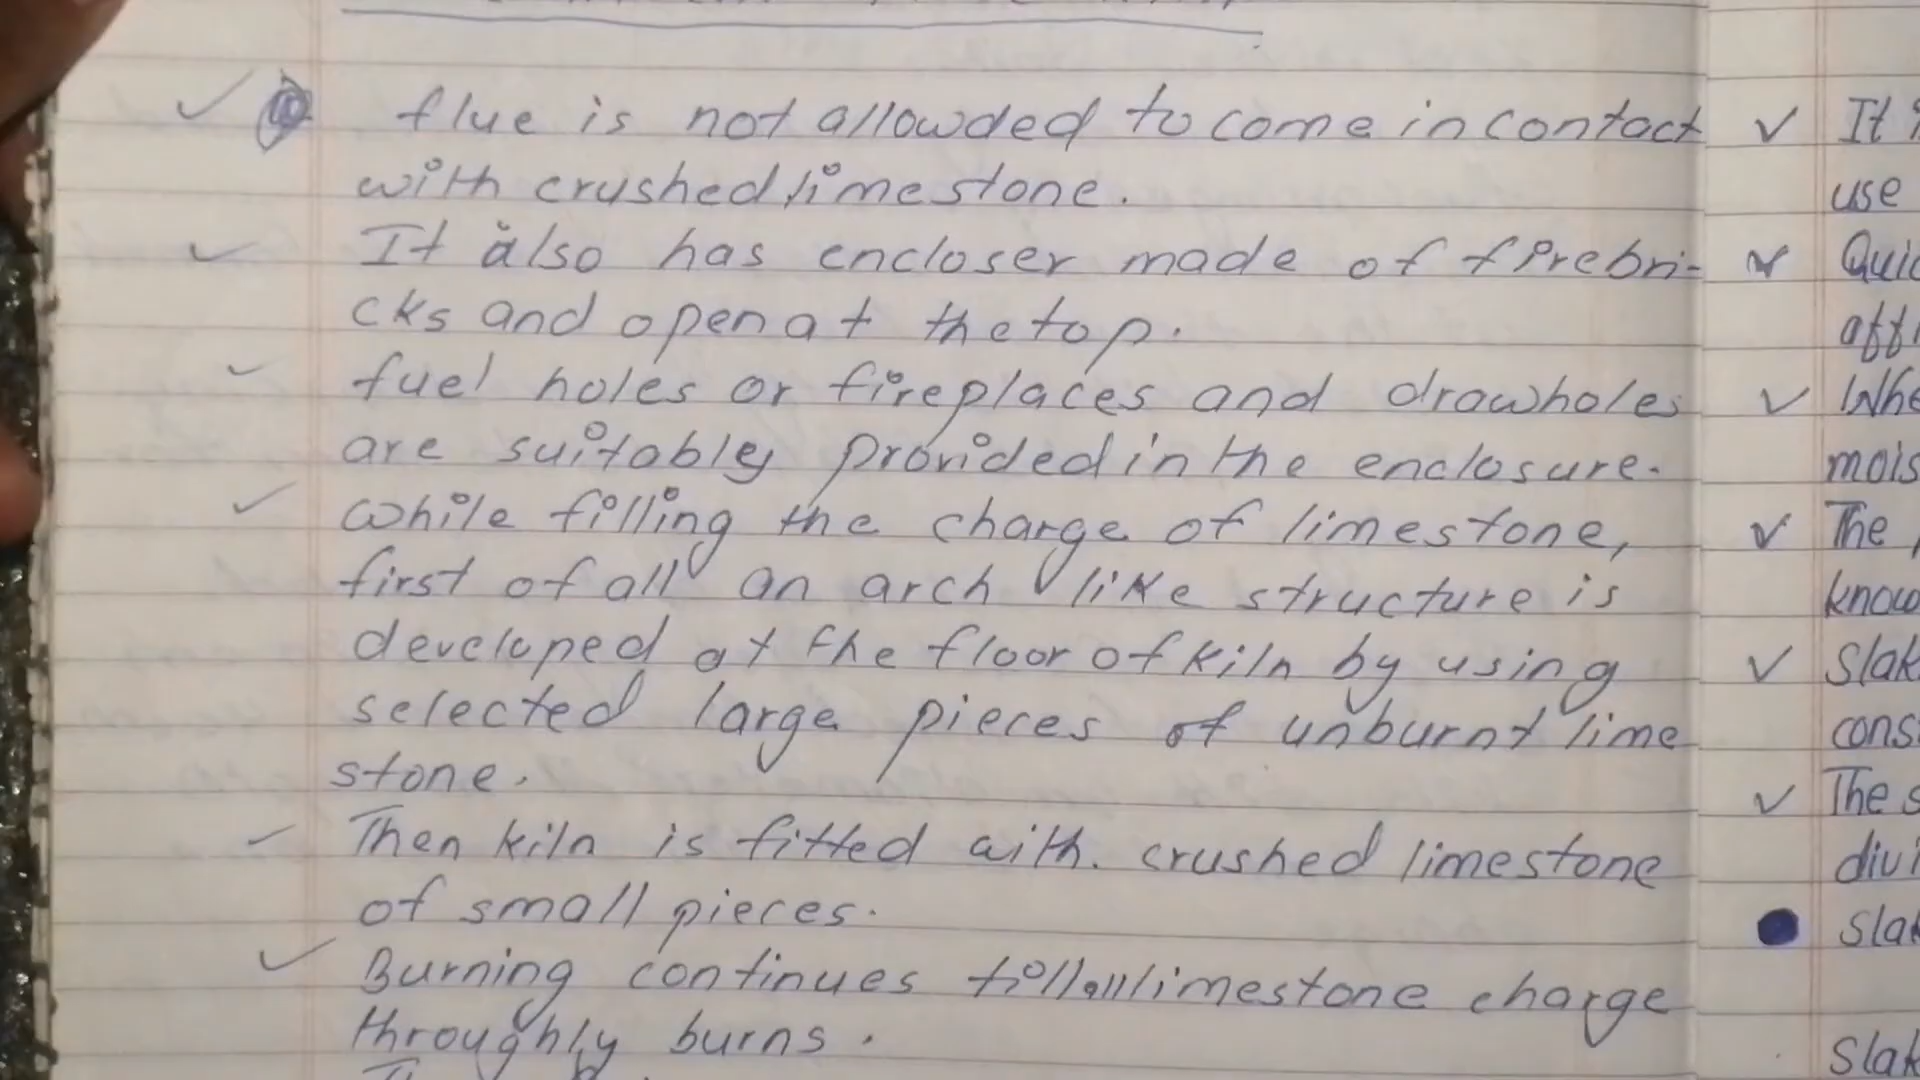 flue is not allowded to come in contact
with crushed limestone.
It also has encloser made of firebri-
cks and open at the top.
fuel holes or fireplaces and drawholes
are suitably provided in the enclosure.
while filling the charge of limestone,
first of all an arch like structure is
developed at the floor of kiln by using
selected large pieces of unburnt lime
stone.
Then kiln is fitted with. crushed limestone
of small pieces.
Burning continues till all limestone charge
throughly burns.
It
use
Quic
affi
Whe
mois
The
know
Slak
cons
The s
divi
Slak
Slak